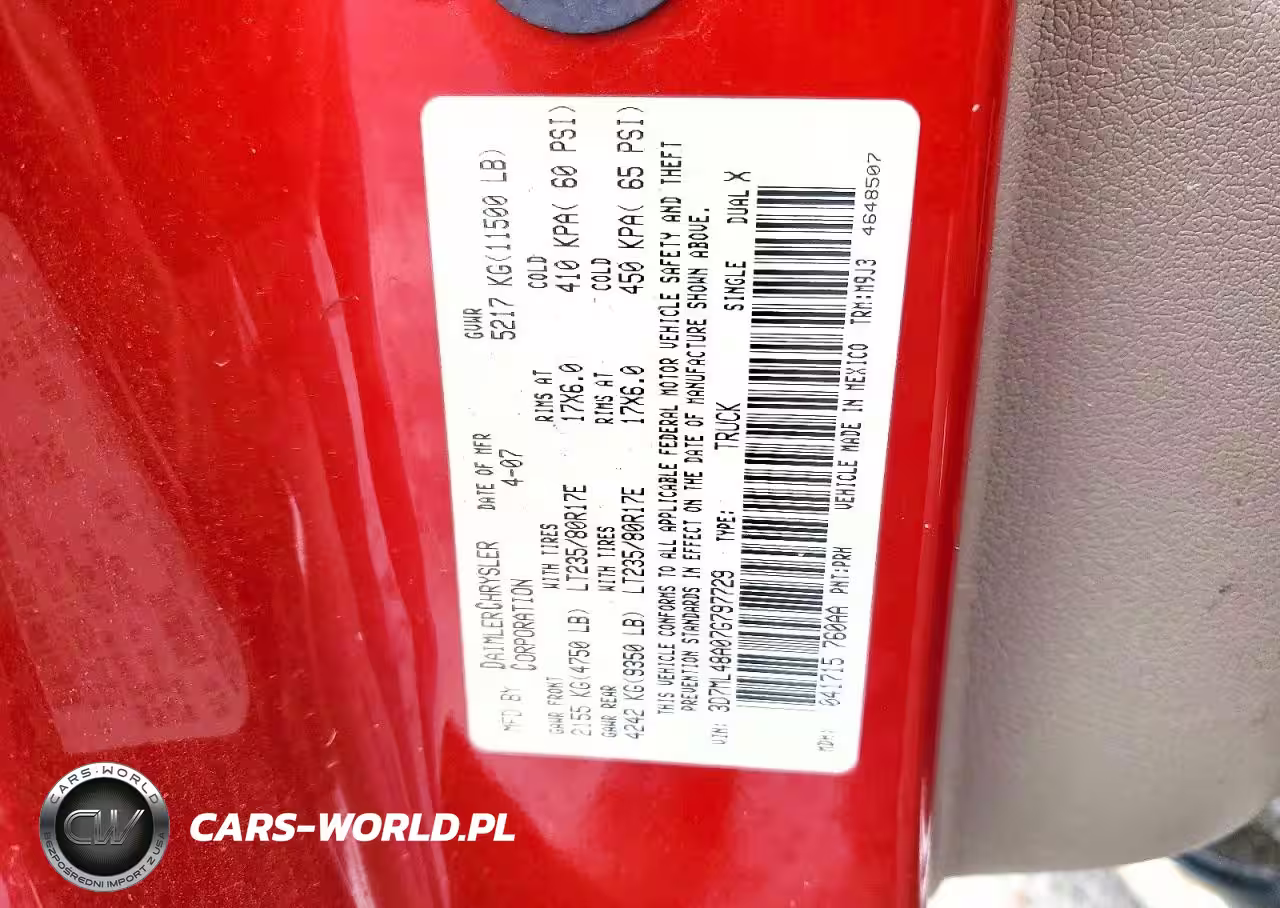 MFD BY DAIMLERCHRYSLER CORPORATION
DATE OF MFR 4-07
GVWR 5217 KG(11500 LB)
GAWR FRONT WITH TIRES RIMS AT COLD
2155 KG(4750 LB) LT235/80R17E 17X6.0 410 KPA( 60 PSI)
GAWR REAR WITH TIRES RIMS AT COLD
4242 KG(9350 LB) LT235/80R17E 17X6.0 450 KPA( 65 PSI)
THIS VEHICLE CONFORMS TO ALL APPLICABLE FEDERAL MOTOR VEHICLE SAFETY AND THEFT
PREVENTION STANDARDS IN EFFECT ON THE DATE OF MANUFACTURE SHOWN ABOVE.
VIN: 3D7ML48A07G797729 TYPE: TRUCK SINGLE DUAL X
MDH: 041715 760AA PNT:PRH VEHICLE MADE IN MEXICO TRM:M9J3 4648507
CARS-WORLD
CW
BEZPOŚREDNI IMPORT Z USA
CARS-WORLD.PL